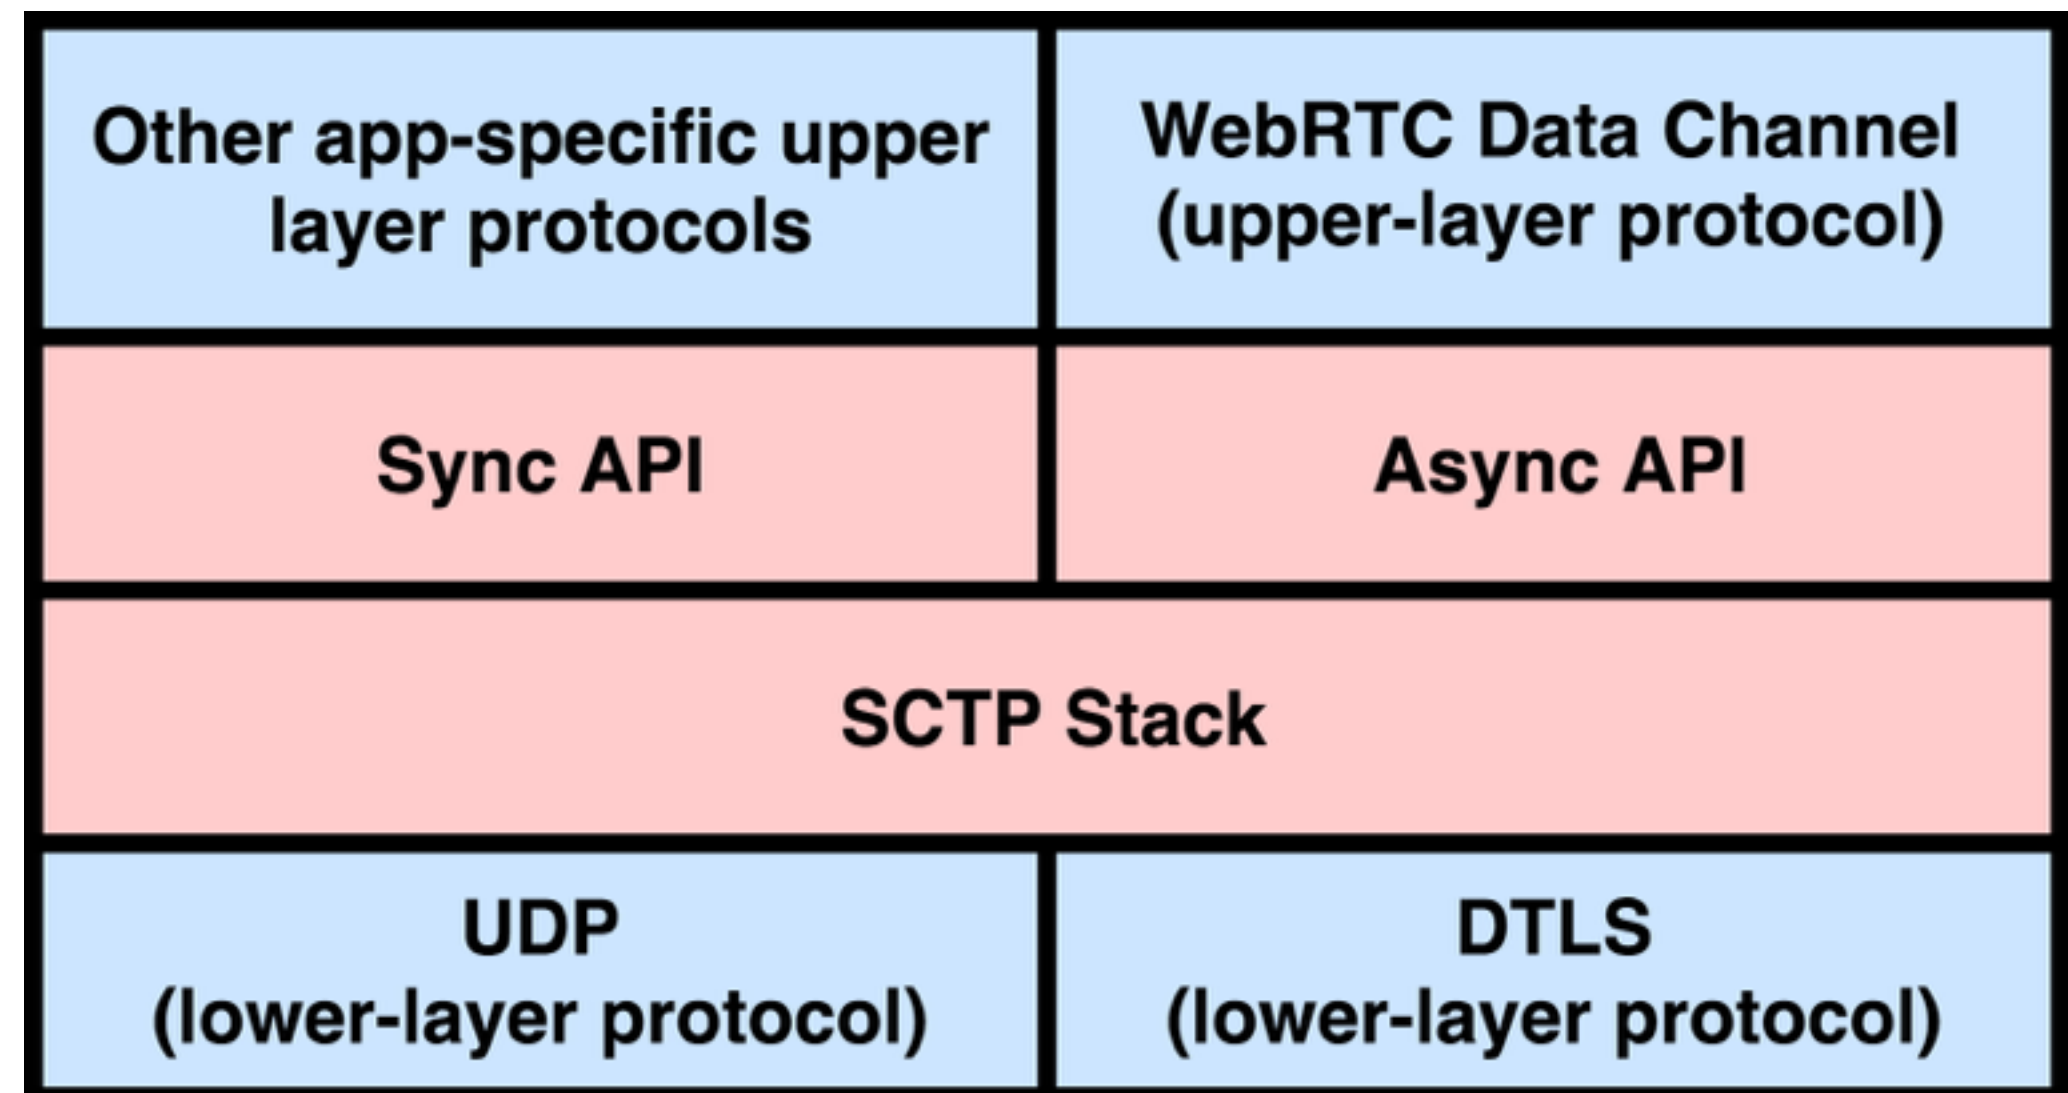 Other app-specific upper
layer protocols
WebRTC Data Channel
(upper-layer protocol)
Sync API
Async API
SCTP Stack
UDP
(lower-layer protocol)
DTLS
(lower-layer protocol)